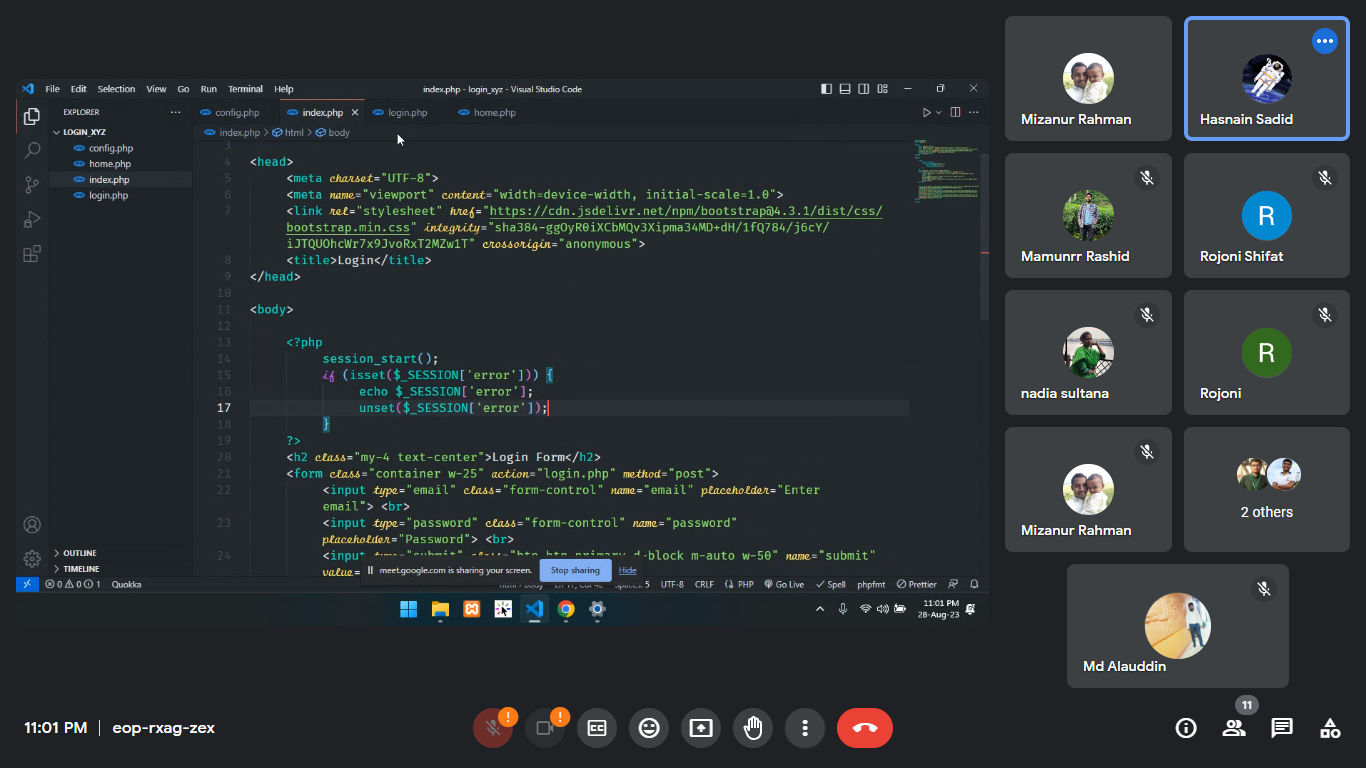 File Edit Selection View Go Run Terminal Help
index.php - login_xyz - Visual Studio Code
EXPLORER
LOGIN_XYZ
config.php
home.php
index.php
login.php
OUTLINE
TIMELINE
config.php index.php login.php home.php
index.php > html > body
3
4 <head>
5 <meta charset="UTF-8">
6 <meta name="viewport" content="width=device-width, initial-scale=1.0">
7 <link rel="stylesheet" href="https://cdn.jsdelivr.net/npm/bootstrap@4.3.1/dist/css/
bootstrap.min.css" integrity="sha384-ggOyR0iXCbMQv3Xipma34MD+dH/1fQ784/j6cY/
iJTQUOhcWr7x9JvoRxT2MZw1T" crossorigin="anonymous">
8 <title>Login</title>
9 </head>
10
11 <body>
12
13 <?php
14 session_start();
15 if (isset($_SESSION['error'])) {
16 echo $_SESSION['error'];
17 unset($_SESSION['error']);
18 }
19 ?>
20 <h2 class="my-4 text-center">Login Form</h2>
21 <form class="container w-25" action="login.php" method="post">
22 <input type="email" class="form-control" name="email" placeholder="Enter
email"> <br>
23 <input type="password" class="form-control" name="password"
placeholder="Password"> <br>
24 <input type="submit" class="btn btn-primary d-block m-auto w-50" name="submit"
value=
meet.google.com is sharing your screen. Stop sharing Hide
0 0 1 Quokka
UTF-8 CRLF PHP Go Live Spell phpfmt Prettier
11:01 PM
28-Aug-23
Mizanur Rahman
Hasnain Sadid
Mamunrr Rashid
R
Rojoni Shifat
nadia sultana
R
Rojoni
Mizanur Rahman
2 others
Md Alauddin
11:01 PM | eop-rxag-zex
! !
CC
11